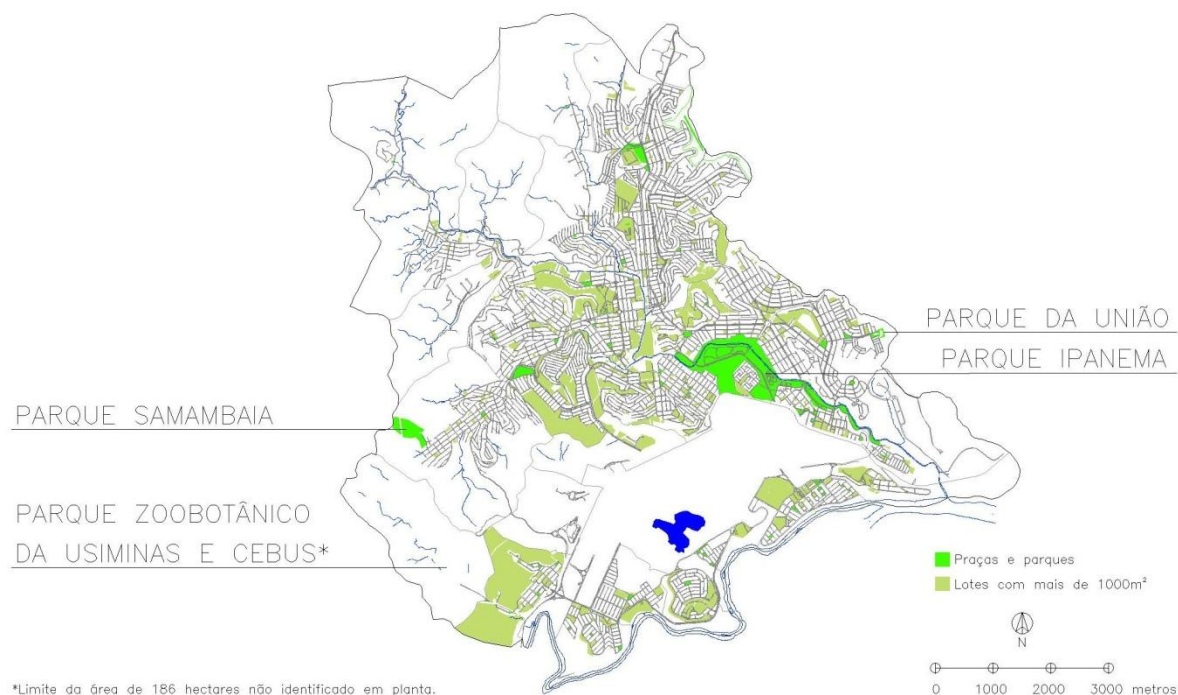 PARQUE DA UNIÃO
PARQUE IPANEMA
PARQUE SAMAMBAIA
PARQUE ZOOBOTÂNICO
DA USIMINAS E CEBUS*
Praças e parques
Lotes com mais de 1000m²
N
0 1000 2000 3000 metros
*Limite da área de 186 hectares não identificado em planta.